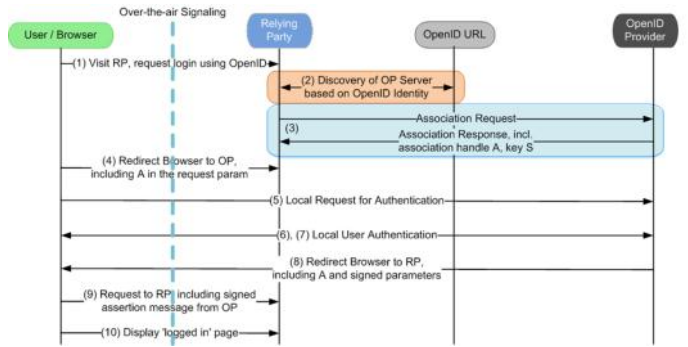 Over-the-air Signaling
User / Browser
Relying
Party
OpenID URL
OpenID
Provider
(1) Visit RP, request login using OpenID
(2) Discovery of OP Server
based on OpenID Identity
Association Request
(3)
Association Response, incl.
association handle A, key S
(4) Redirect Browser to OP,
including A in the request param
(5) Local Request for Authentication
(6), (7) Local User Authentication
(8) Redirect Browser to RP,
including A and signed parameters
(9) Request to RP, including signed
assertion message from OP
(10) Display 'logged in' page